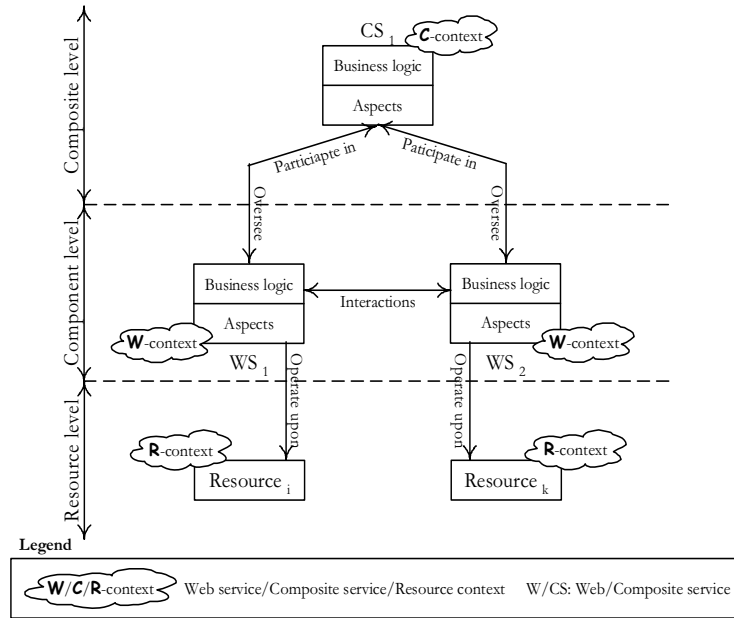 Composite level
CS 1
C-context
Business logic
Aspects
Particiapte in
Paticipate in
Oversee
Oversee
Component level
Business logic
Aspects
W-context
WS 1
Interactions
Business logic
Aspects
W-context
WS 2
Operate upon
Operate upon
Resource level
R-context
Resource i
R-context
Resource k
Legend
W/C/R-context Web service/Composite service/Resource context W/CS: Web/Composite service